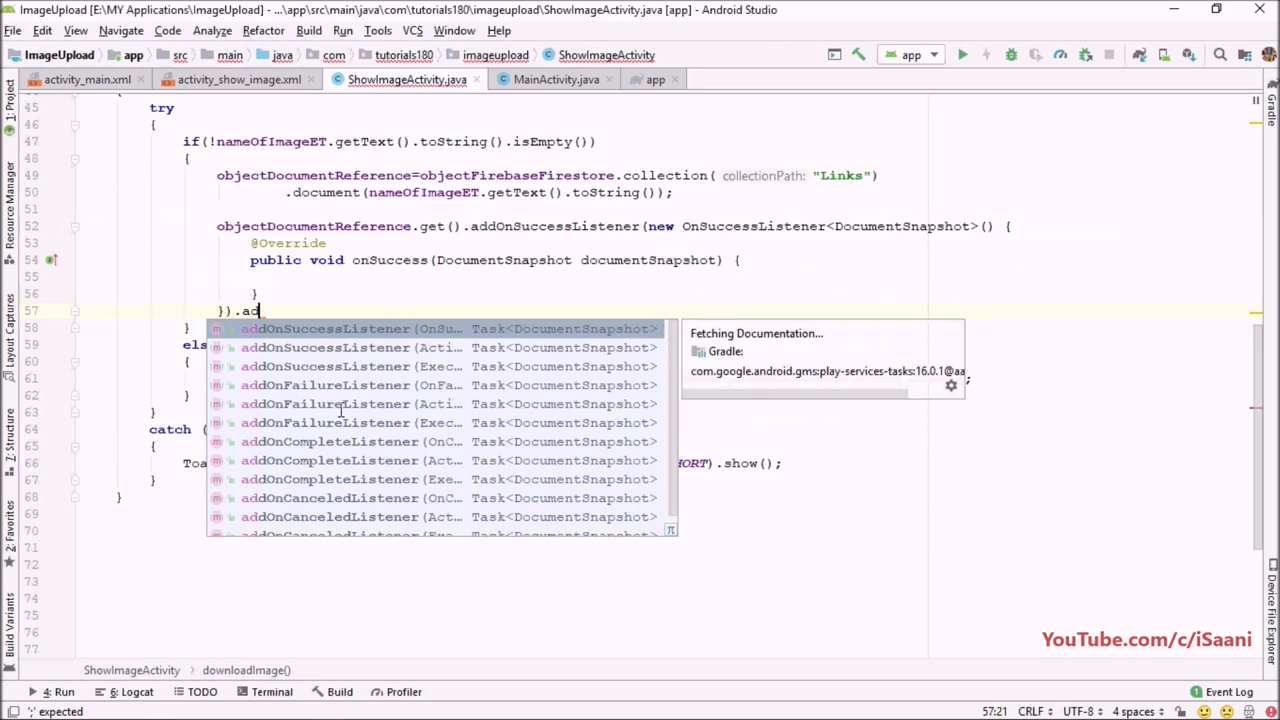 ImageUpload [E:\MY Applications\ImageUpload] - ...\app\src\main\java\com\tutorials180\imageupload\ShowImageActivity.java [app] - Android Studio
File Edit View Navigate Code Analyze Refactor Build Run Tools VCS Window Help
ImageUpload app src main java com tutorials180 imageupload ShowImageActivity app
activity_main.xml activity_show_image.xml ShowImageActivity.java MainActivity.java app
1: Project
Resource Manager
Layout Captures
7: Structure
2: Favorites
Build Variants
45 try
46 {
47 if(!nameOfImageET.getText().toString().isEmpty())
48 {
49 objectDocumentReference=objectFirebaseFirestore.collection( collectionPath: "Links")
50 .document(nameOfImageET.getText().toString());
51
52 objectDocumentReference.get().addOnSuccessListener(new OnSuccessListener<DocumentSnapshot>() {
53 @Override
54 public void onSuccess(DocumentSnapshot documentSnapshot) {
55
56 }
57 }).ad
58 }
59 els
60 {
61 ;
62 }
63 }
64 catch (
65 {
66 Toa HORT).show();
67 }
68 }
69
70
71
72
73
74
75
76
77
addOnSuccessListener(OnSu... Task<DocumentSnapshot>
addOnSuccessListener(Acti... Task<DocumentSnapshot>
addOnSuccessListener(Exec... Task<DocumentSnapshot>
addOnFailureListener(OnFa... Task<DocumentSnapshot>
addOnFailureListener(Acti... Task<DocumentSnapshot>
addOnFailureListener(Exec... Task<DocumentSnapshot>
addOnCompleteListener(OnC... Task<DocumentSnapshot>
addOnCompleteListener(Act... Task<DocumentSnapshot>
addOnCompleteListener(Exe... Task<DocumentSnapshot>
addOnCanceledListener(OnC... Task<DocumentSnapshot>
addOnCanceledListener(Act... Task<DocumentSnapshot>
addOnCanceledListener(Exe... Task<DocumentSnapshot>
π
Fetching Documentation...
Gradle:
com.google.android.gms:play-services-tasks:16.0.1@aa
Gradle
Device File Explorer
YouTube.com/c/iSaani
ShowImageActivity downloadImage()
4: Run 6: Logcat TODO Terminal Build Profiler 1 Event Log
';' expected 57:21 CRLF UTF-8 4 spaces